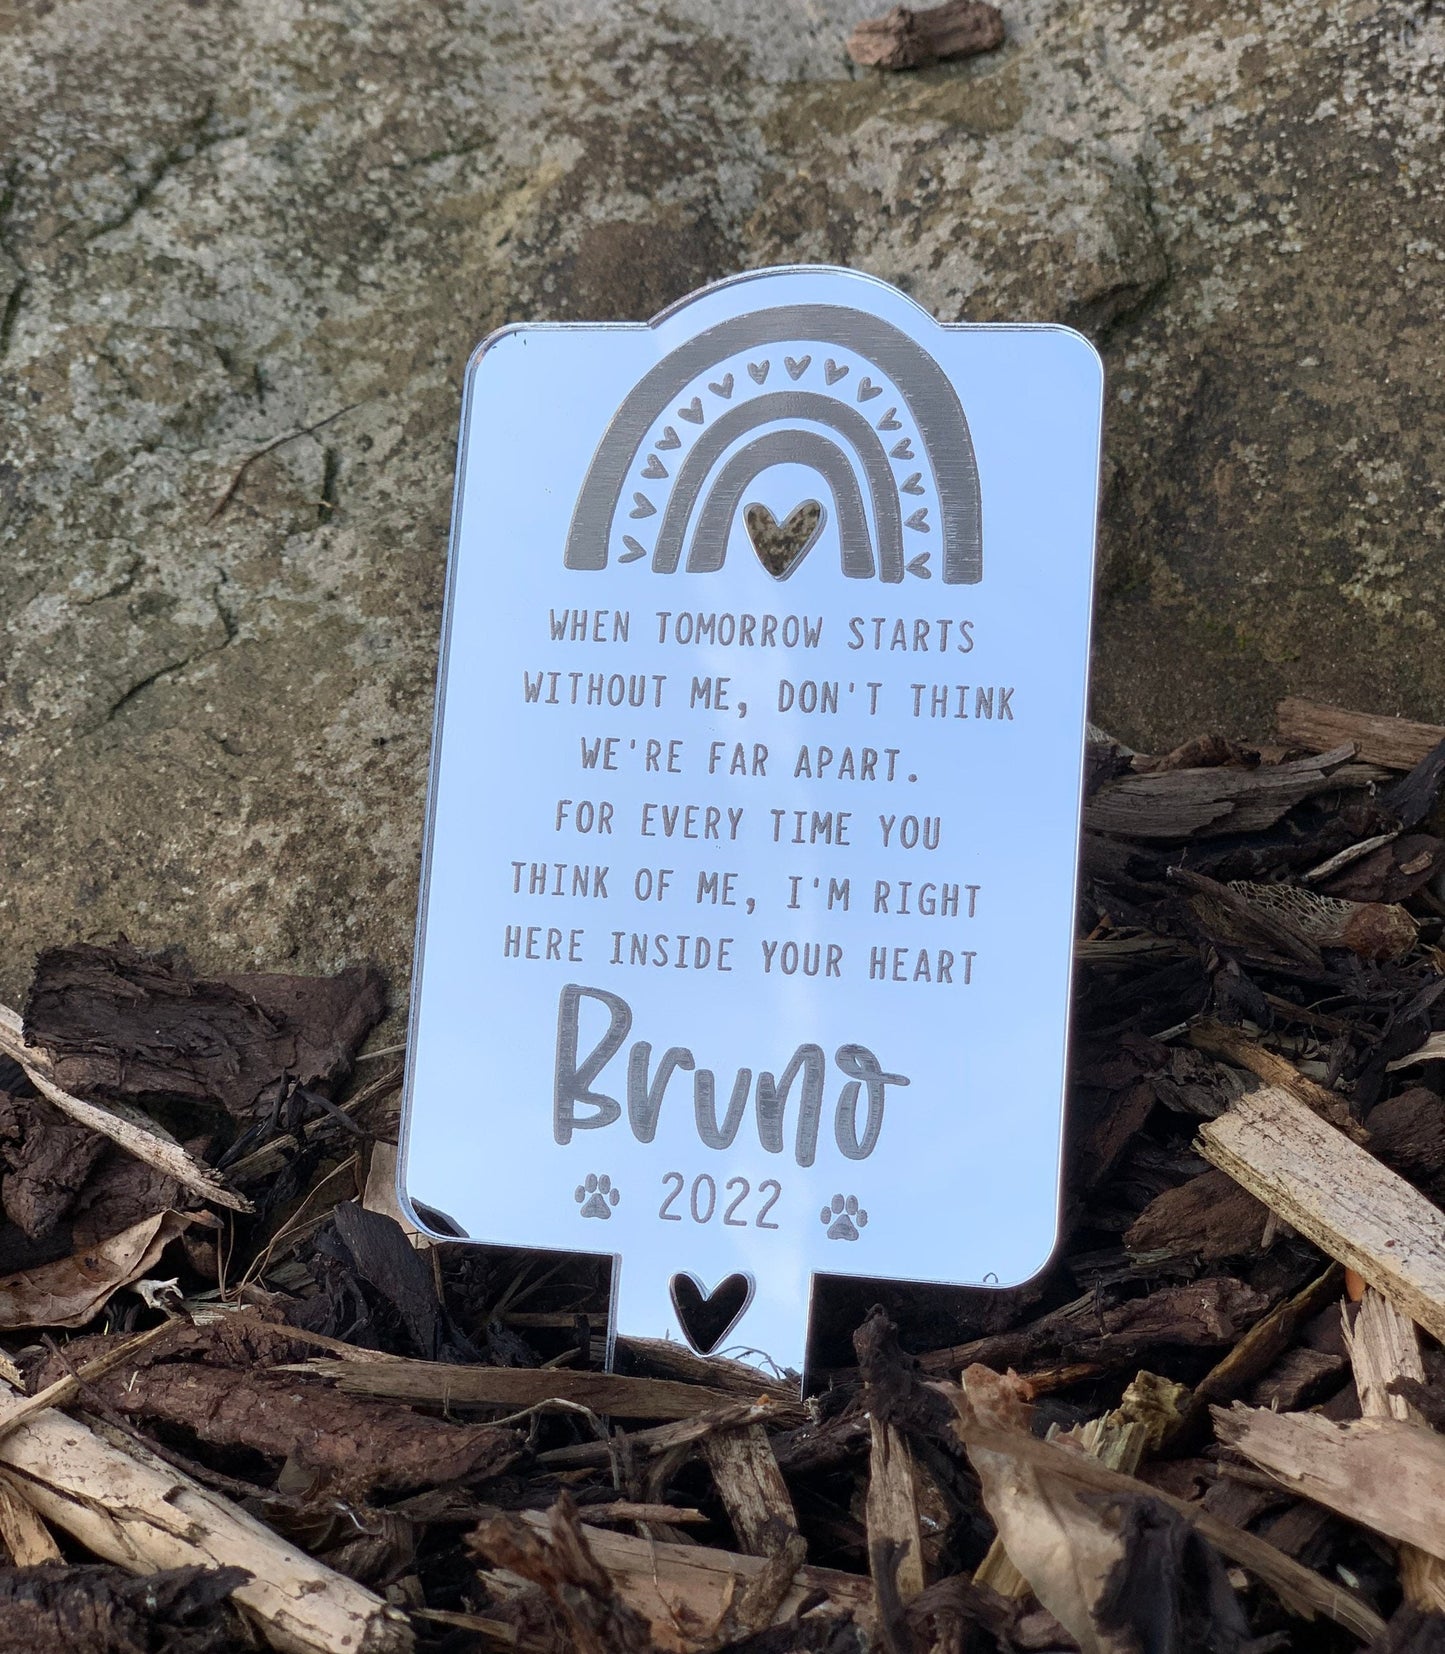 WHEN TOMORROW STARTS
WITHOUT ME, DON'T THINK
WE'RE FAR APART.
FOR EVERY TIME YOU
THINK OF ME, I'M RIGHT
HERE INSIDE YOUR HEART
Bruno
2022